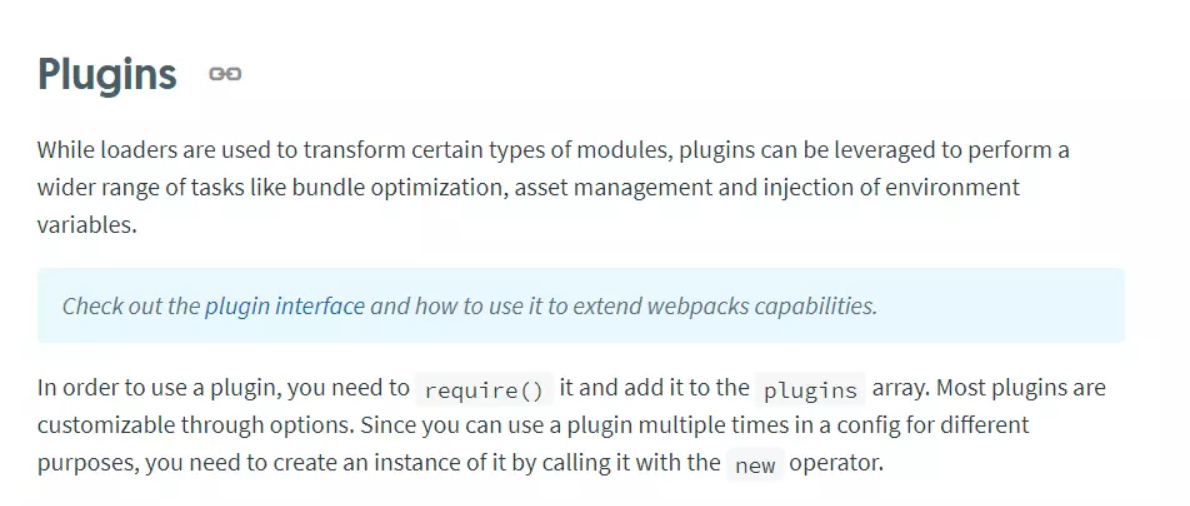 Plugins
While loaders are used to transform certain types of modules, plugins can be leveraged to perform a
wider range of tasks like bundle optimization, asset management and injection of environment
variables.
Check out the plugin interface and how to use it to extend webpacks capabilities.
In order to use a plugin, you need to require() it and add it to the plugins array. Most plugins are
customizable through options. Since you can use a plugin multiple times in a config for different
purposes, you need to create an instance of it by calling it with the new operator.